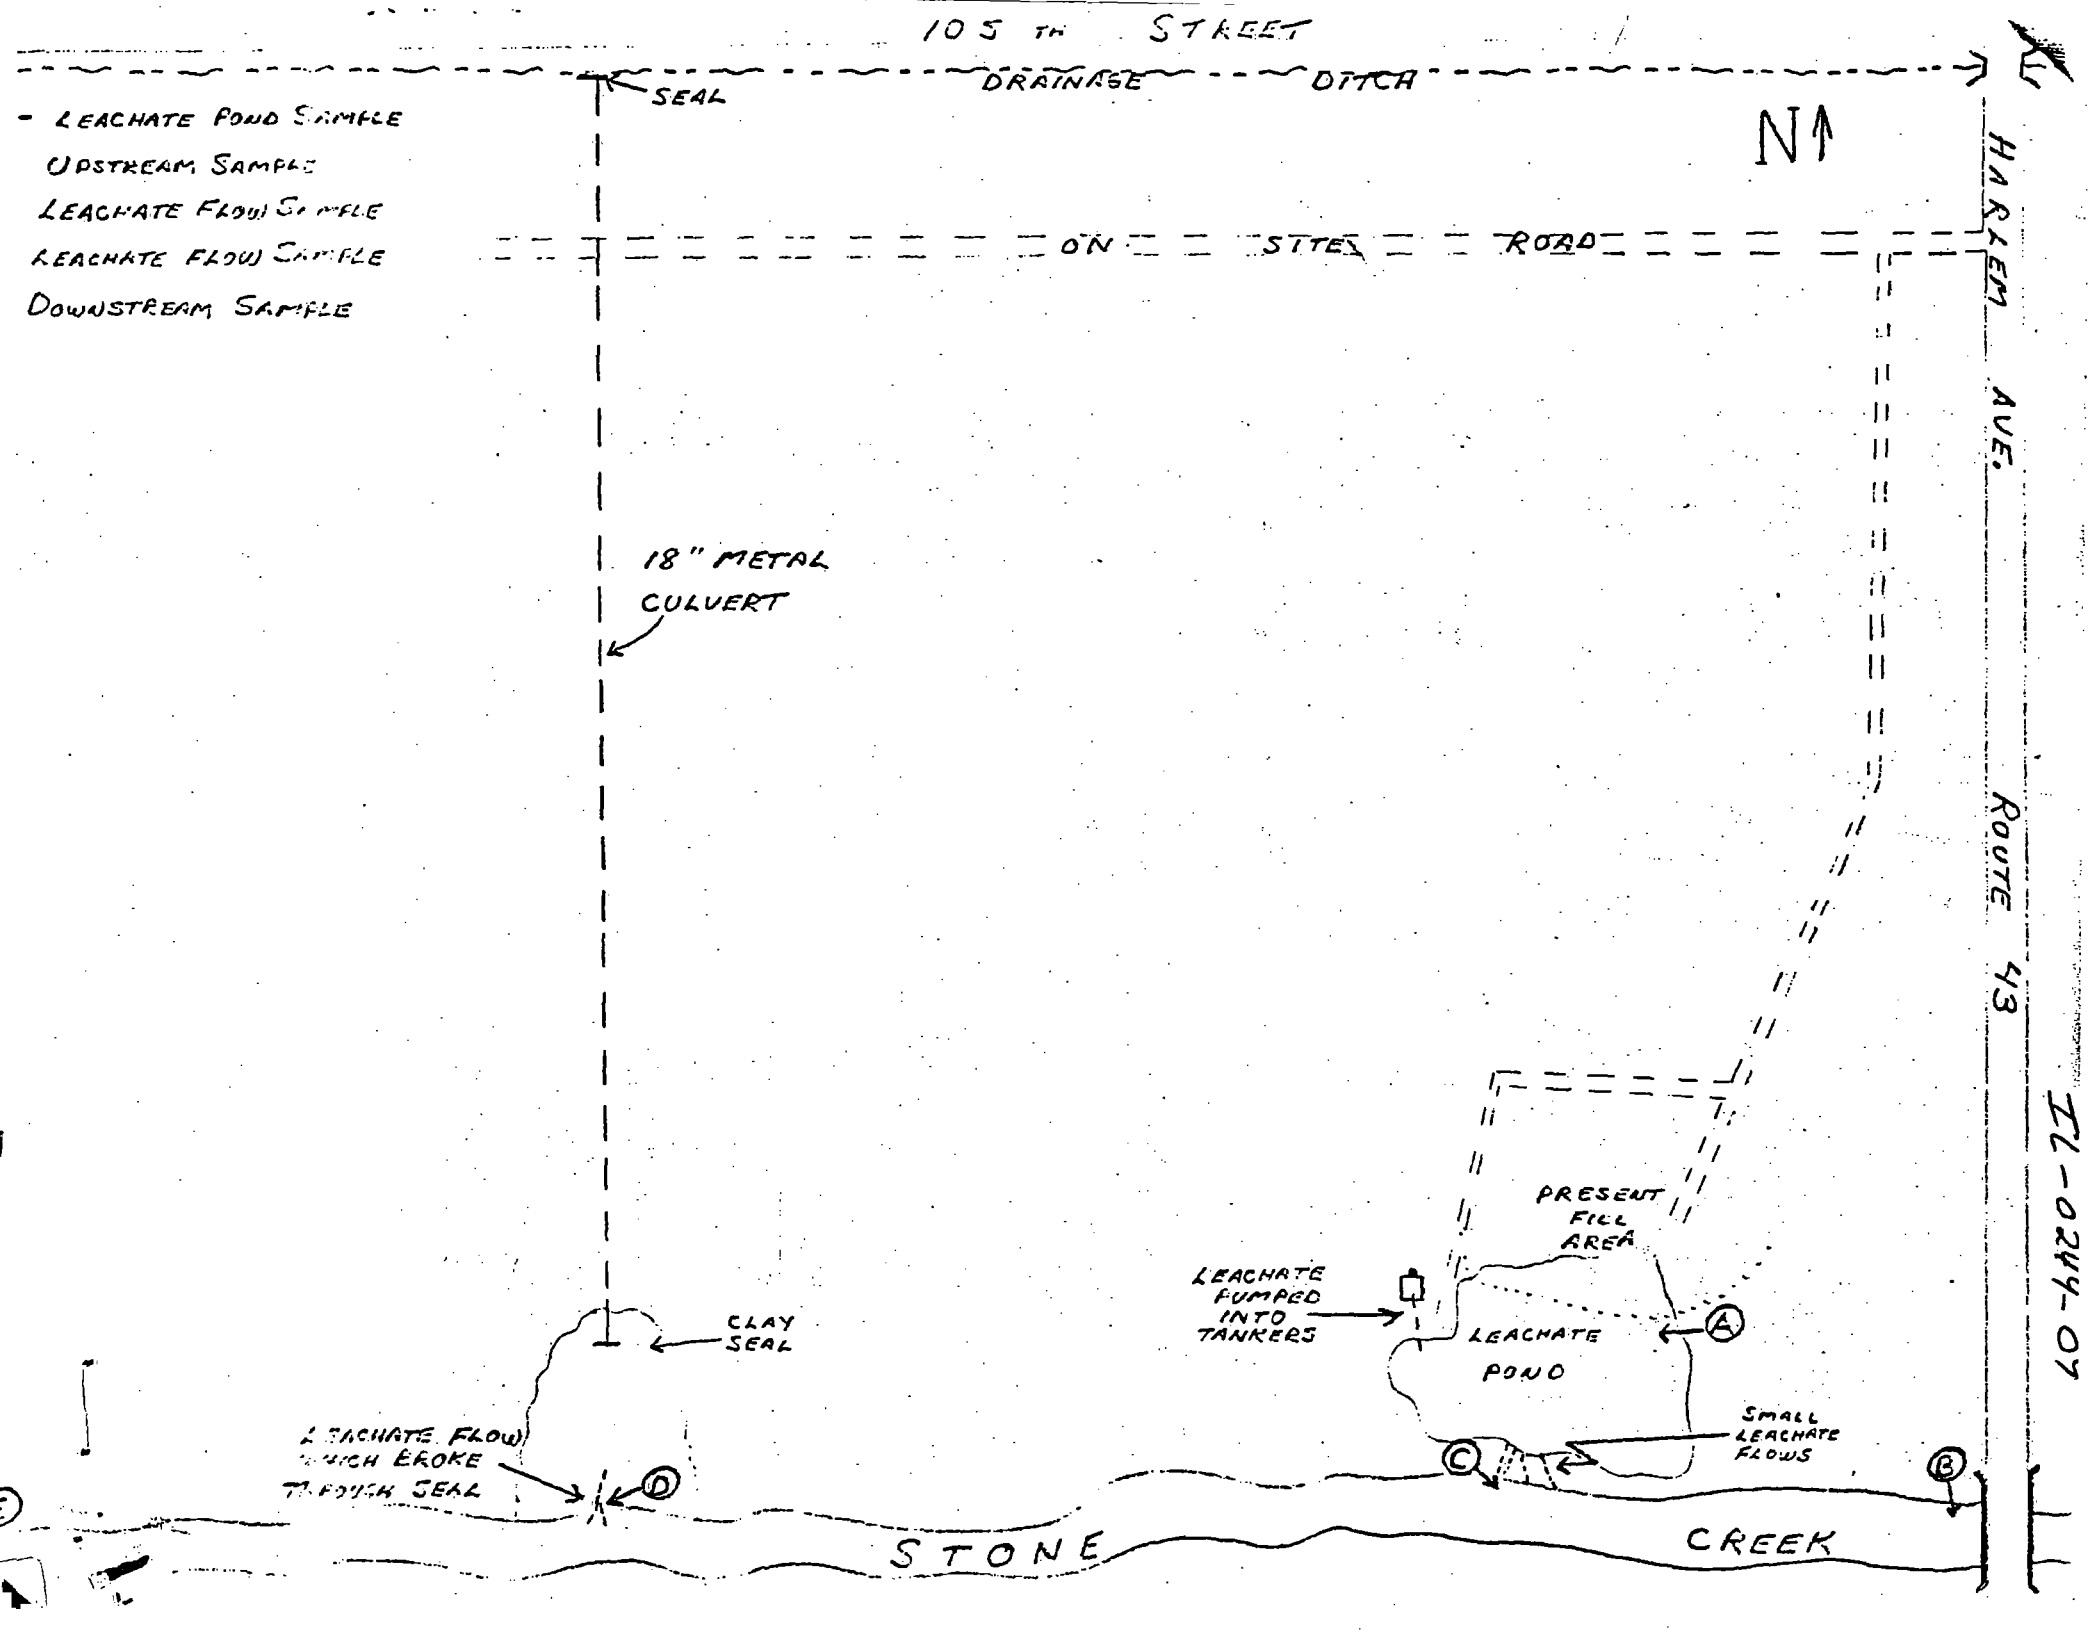 105 TH STREET
DRAINAGE DITCH
SEAL
- LEACHATE POND SAMPLE
UPSTREAM SAMPLE
LEACHATE FLOW SAMPLE
LEACHATE FLOW SAMPLE
DOWNSTREAM SAMPLE
N
HARLEM AVE. ROUTE 43
ON SITE ROAD
18" METAL
CULVERT
IL-0244-07
PRESENT
FILL
AREA
LEACHATE
PUMPED
INTO
TANKERS
LEACHATE
POND
A
CLAY
SEAL
SMALL
LEACHATE
FLOWS
LEACHATE FLOW
WHICH BROKE
THROUGH SEAL
D
C
B
E
STONE CREEK